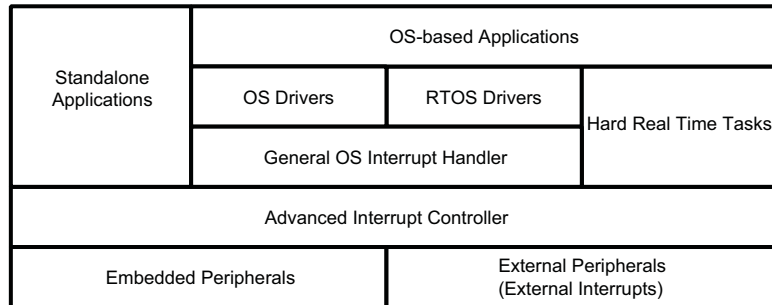 OS-based Applications
Standalone
Applications
OS Drivers
RTOS Drivers
Hard Real Time Tasks
General OS Interrupt Handler
Advanced Interrupt Controller
Embedded Peripherals
External Peripherals
(External Interrupts)